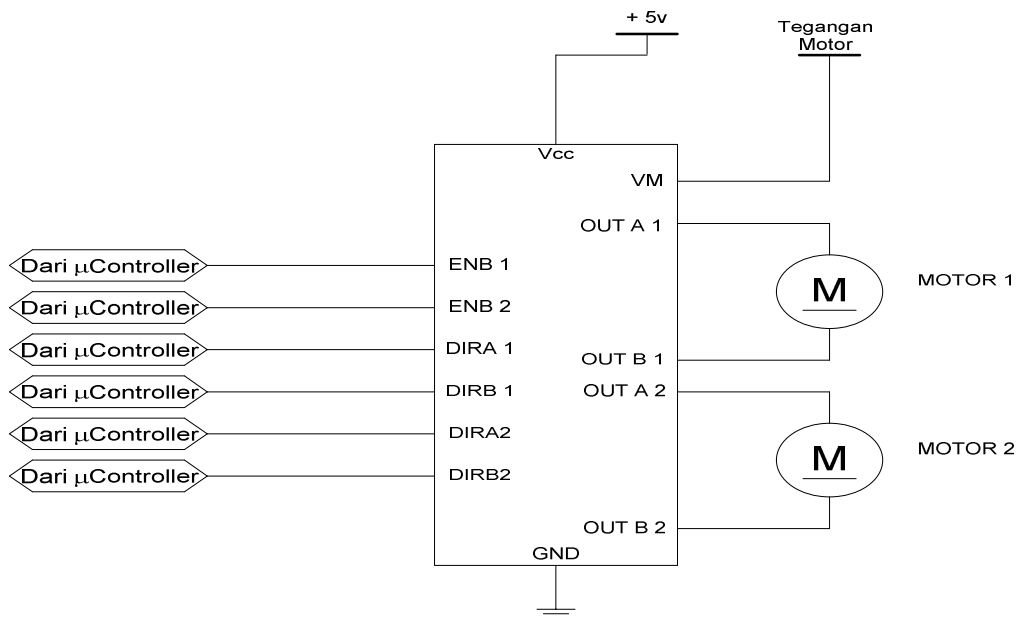 + 5v
Tegangan
Motor
Vcc
VM
OUT A 1
Dari μController
ENB 1
MOTOR 1
M
Dari μController
ENB 2
Dari μController
DIRA 1
OUT B 1
Dari μController
DIRB 1
OUT A 2
Dari μController
DIRA2
MOTOR 2
M
Dari μController
DIRB2
OUT B 2
GND